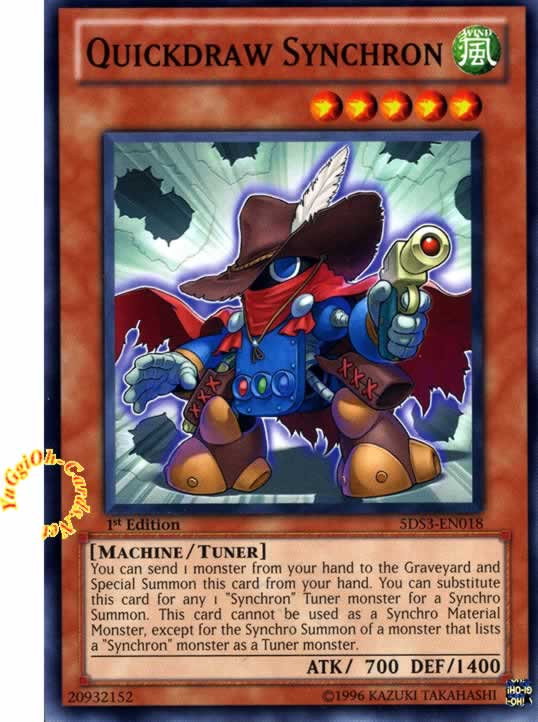 QUICKDRAW SYNCHRON
WIND
風
1st Edition
5DS3-EN018
YuGgiOh-Cards.Net
[MACHINE/TUNER]
You can send 1 monster from your hand to the Graveyard and
Special Summon this card from your hand. You can substitute
this card for any 1 "Synchron" Tuner monster for a Synchro
Summon. This card cannot be used as a Synchro Material
Monster, except for the Synchro Summon of a monster that lists
a "Synchron" monster as a Tuner monster.
ATK/ 700 DEF/1400
20932152
©1996 KAZUKI TAKAHASHI